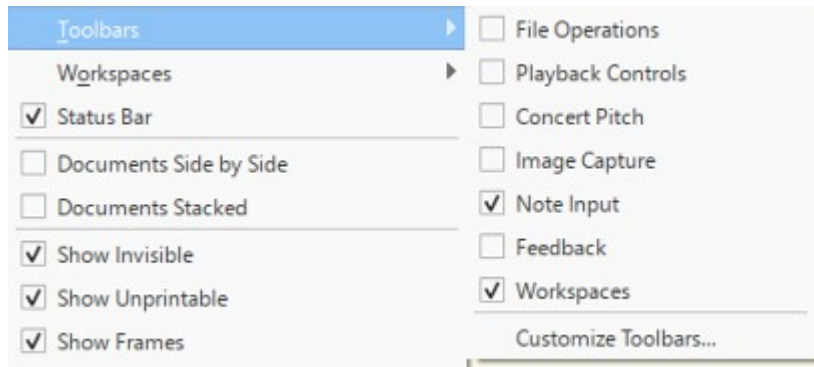 Toolbars
Workspaces
Status Bar
Documents Side by Side
Documents Stacked
Show Invisible
Show Unprintable
Show Frames
File Operations
Playback Controls
Concert Pitch
Image Capture
Note Input
Feedback
Workspaces
Customize Toolbars...